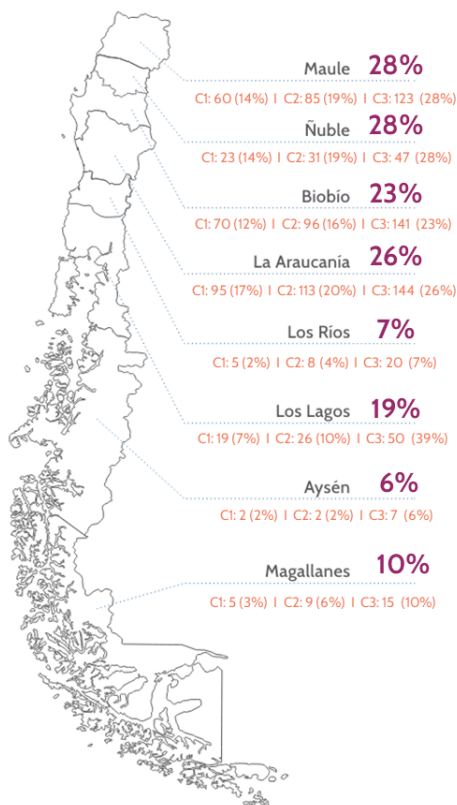 Maule 28%
C1: 60 (14%) I C2: 85 (19%) I C3: 123 (28%)
Ñuble 28%
C1: 23 (14%) I C2: 31 (19%) I C3: 47 (28%)
Biobío 23%
C1: 70 (12%) I C2: 96 (16%) I C3: 141 (23%)
La Araucanía 26%
C1: 95 (17%) I C2: 113 (20%) I C3: 144 (26%)
Los Ríos 7%
C1: 5 (2%) I C2: 8 (4%) I C3: 20 (7%)
Los Lagos 19%
C1: 19 (7%) I C2: 26 (10%) I C3: 50 (39%)
Aysén 6%
C1: 2 (2%) I C2: 2 (2%) I C3: 7 (6%)
Magallanes 10%
C1: 5 (3%) I C2: 9 (6%) I C3: 15 (10%)